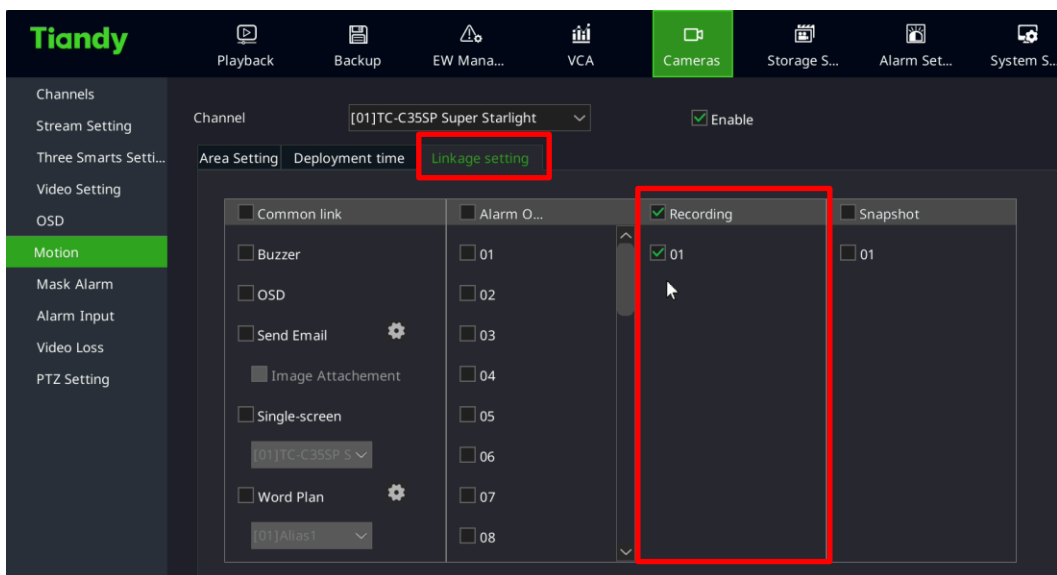 Tiandy
Playback
Backup
EW Mana...
VCA
Cameras
Storage S...
Alarm Set...
System S...
Channels
Stream Setting
Three Smarts Setti...
Video Setting
OSD
Motion
Mask Alarm
Alarm Input
Video Loss
PTZ Setting
Channel
[01]TC-C35SP Super Starlight
Enable
Area Setting
Deployment time
Linkage setting
Common link
Buzzer
OSD
Send Email
Image Attachement
Single-screen
[01]TC-C35SP S
Word Plan
[01]Alias1
Alarm O...
01
02
03
04
05
06
07
08
Recording
01
Snapshot
01